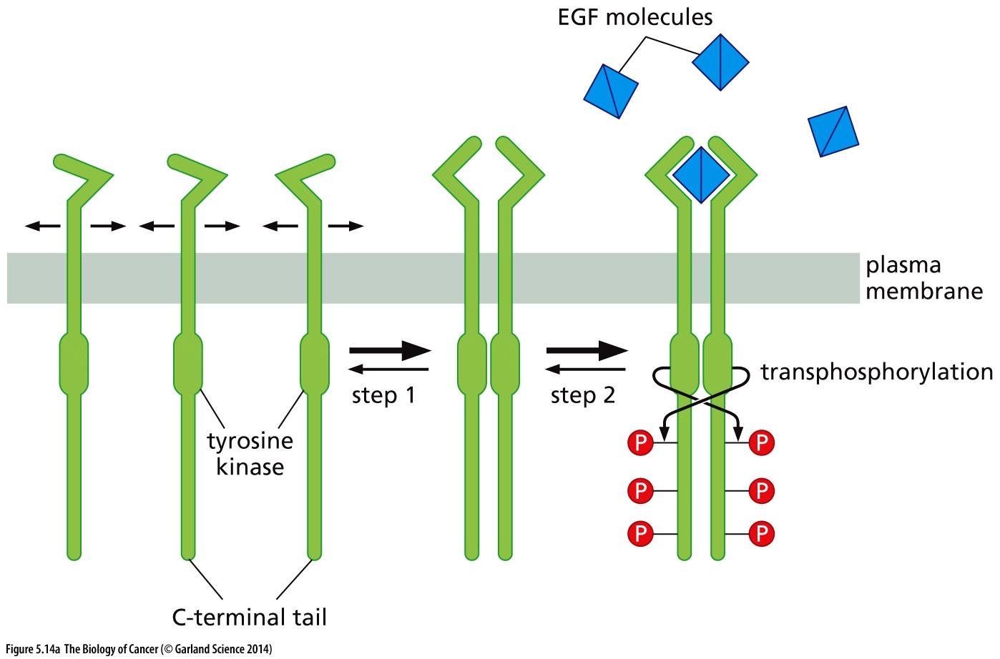 EGF molecules
plasma
membrane
step 1
step 2
transphosphorylation
tyrosine
kinase
P
P
P
P
P
P
C-terminal tail
Figure 5.14a The Biology of Cancer (© Garland Science 2014)